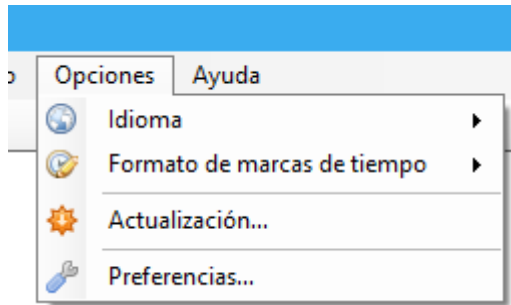 Opciones Ayuda
Idioma
Formato de marcas de tiempo
Actualización...
Preferencias...